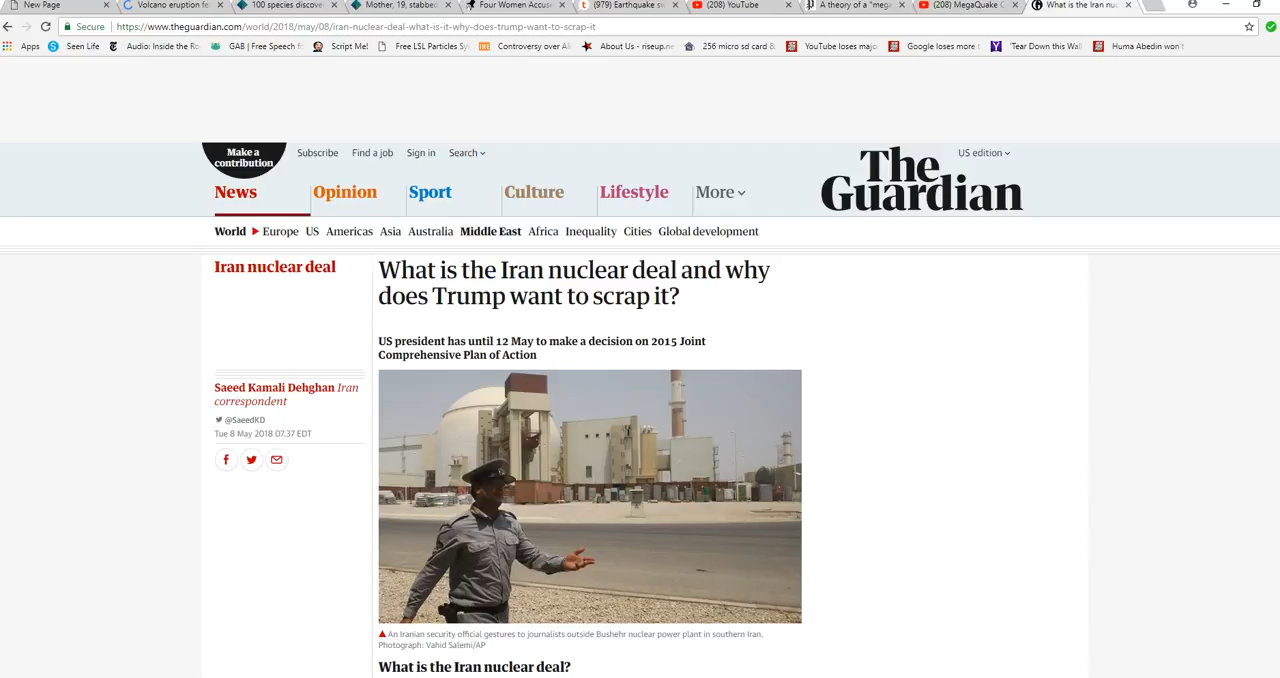 New Page
Volcano eruption fe
100 species discove
Mother, 19, stabbed
Four Women Accuse
(979) Earthquake sw
(208) YouTube
A theory of a "mega
(208) MegaQuake C
What is the Iran nuc
Secure
https://www.theguardian.com/world/2018/may/08/iran-nuclear-deal-what-is-it-why-does-trump-want-to-scrap-it
Apps
Seen Life
Audio: Inside the Ro
GAB | Free Speech fo
Script Me!
Free LSL Particles Sy
Controversy over Al
About Us - riseup.ne
256 micro sd card &
YouTube loses majo
Google loses more t
'Tear Down this Wall
Huma Abedin won't
Make a
contribution
Subscribe Find a job Sign in Search
US edition
The
Guardian
News Opinion Sport Culture Lifestyle More
World Europe US Americas Asia Australia Middle East Africa Inequality Cities Global development
Iran nuclear deal
What is the Iran nuclear deal and why
does Trump want to scrap it?
US president has until 12 May to make a decision on 2015 Joint
Comprehensive Plan of Action
Saeed Kamali Dehghan Iran
correspondent
@SaeedKD
Tue 8 May 2018 07.37 EDT
An Iranian security official gestures to journalists outside Bushehr nuclear power plant in southern Iran.
Photograph: Vahid Salemi/AP
What is the Iran nuclear deal?